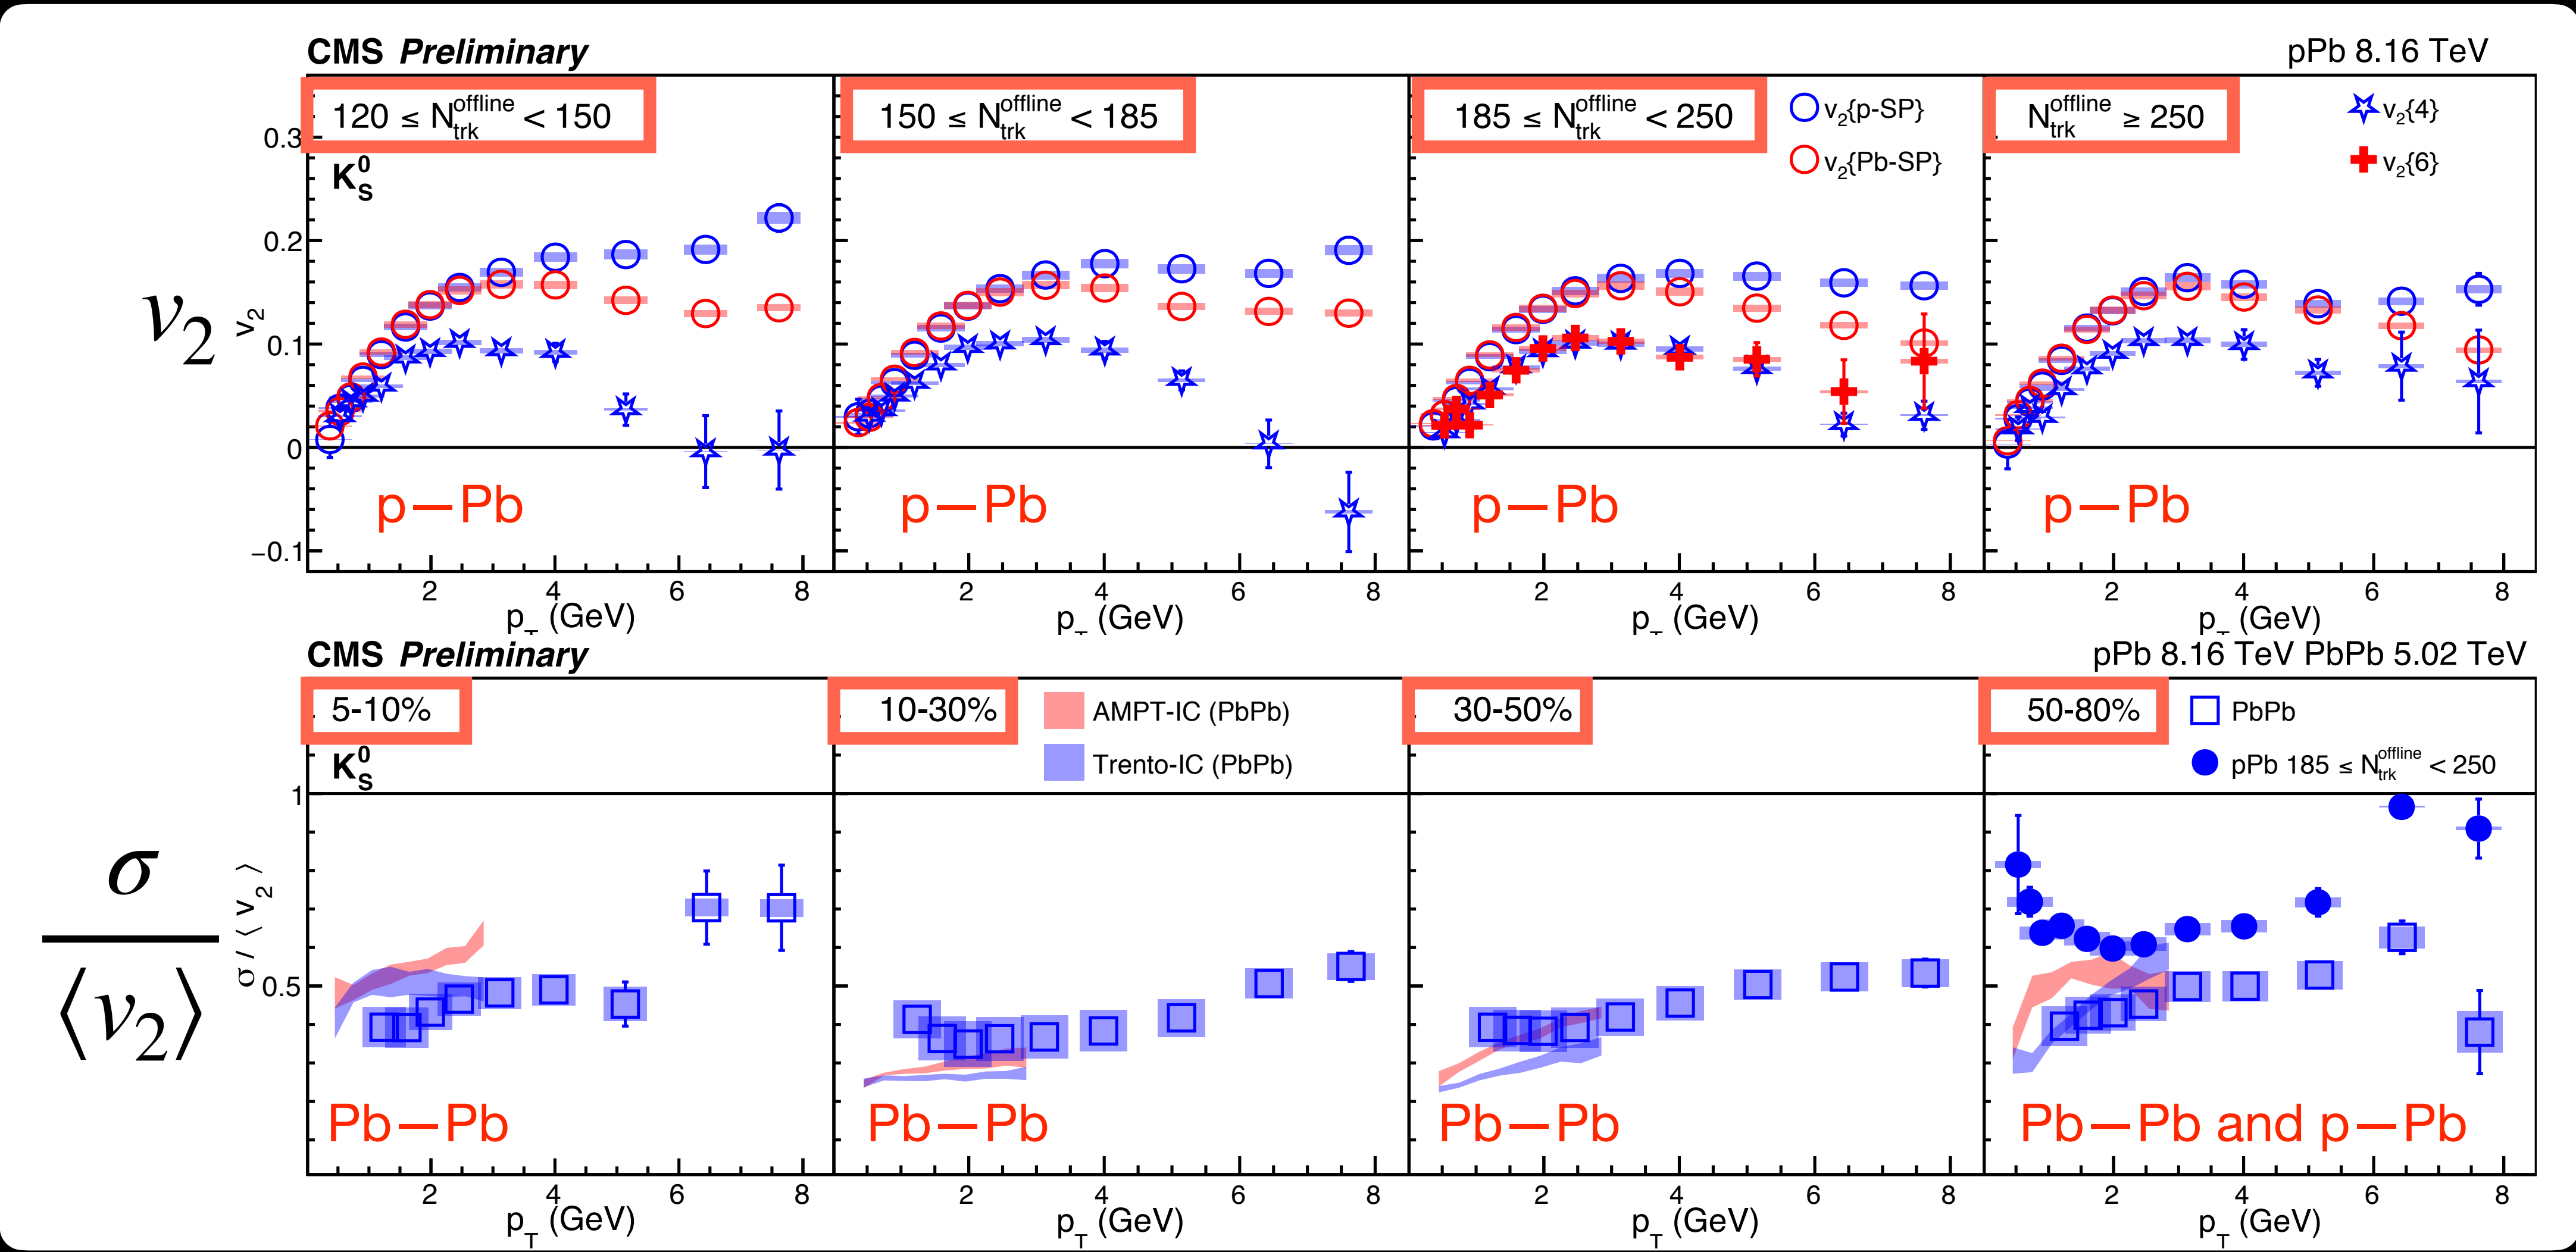 CMS Preliminary
pPb 8.16 TeV
120 ≤ N_trk^offline < 150
150 ≤ N_trk^offline < 185
185 ≤ N_trk^offline < 250
N_trk^offline ≥ 250
K_S^0
v₂{p-SP}
v₂{Pb-SP}
v₂{4}
v₂{6}
v₂
v₂
0.3
0.2
0.1
0
−0.1
p—Pb
p—Pb
p—Pb
p—Pb
2 4 6 8
2 4 6 8
2 4 6 8
2 4 6 8
p_T (GeV)
p_T (GeV)
p_T (GeV)
p_T (GeV)
CMS Preliminary
pPb 8.16 TeV PbPb 5.02 TeV
5-10%
10-30%
30-50%
50-80%
K_S^0
AMPT-IC (PbPb)
Trento-IC (PbPb)
PbPb
pPb 185 ≤ N_trk^offline < 250
σ
⟨v₂⟩
σ / ⟨ v₂ ⟩
1
0.5
Pb—Pb
Pb—Pb
Pb—Pb
Pb—Pb and p—Pb
2 4 6 8
2 4 6 8
2 4 6 8
2 4 6 8
p_T (GeV)
p_T (GeV)
p_T (GeV)
p_T (GeV)